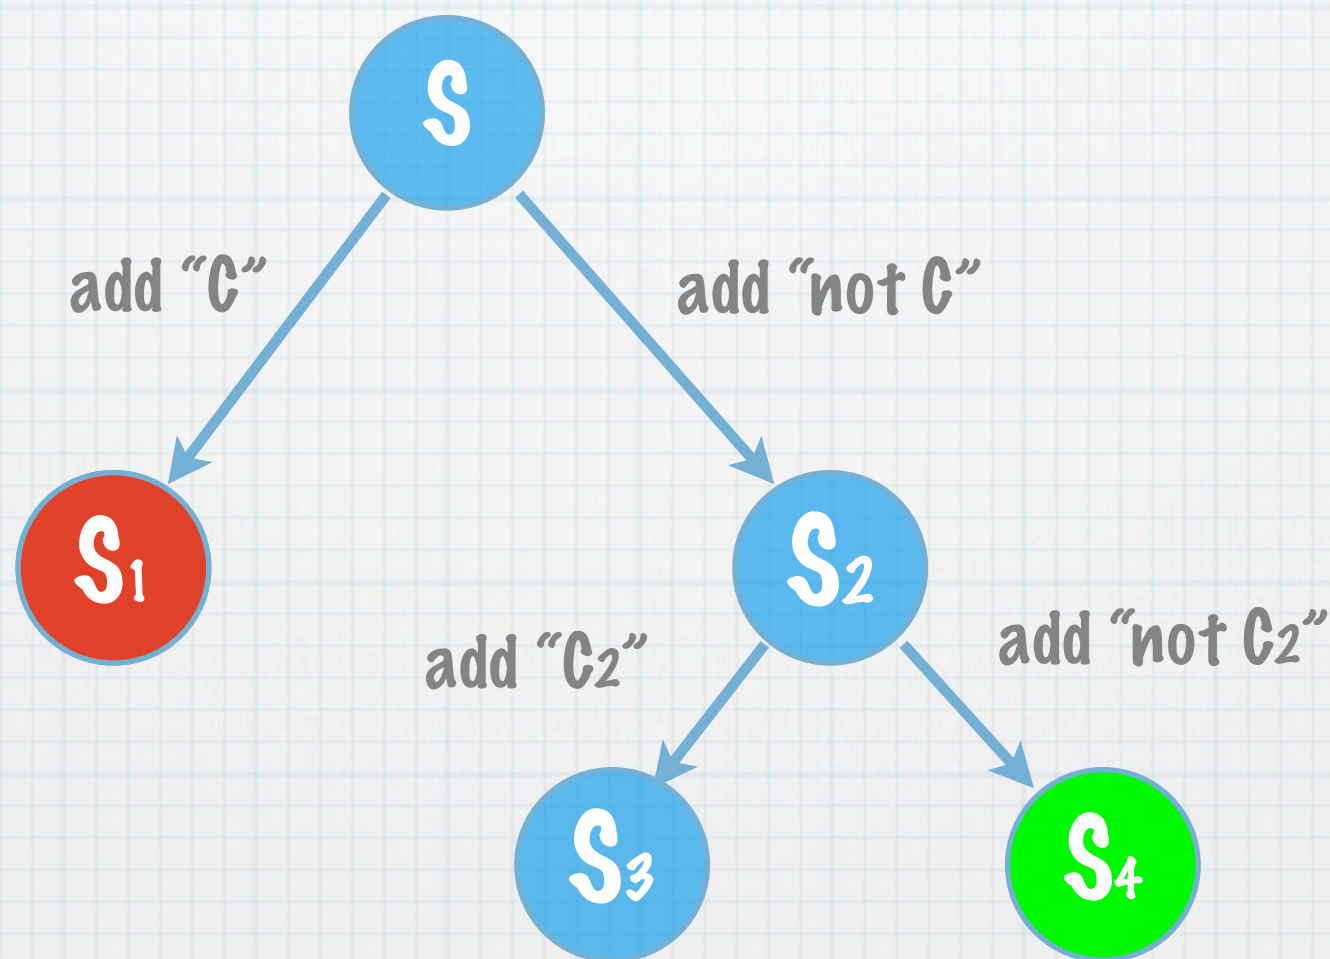 S
add “C”
add “not C”
S1
S2
add “C2”
add “not C2”
S3
S4